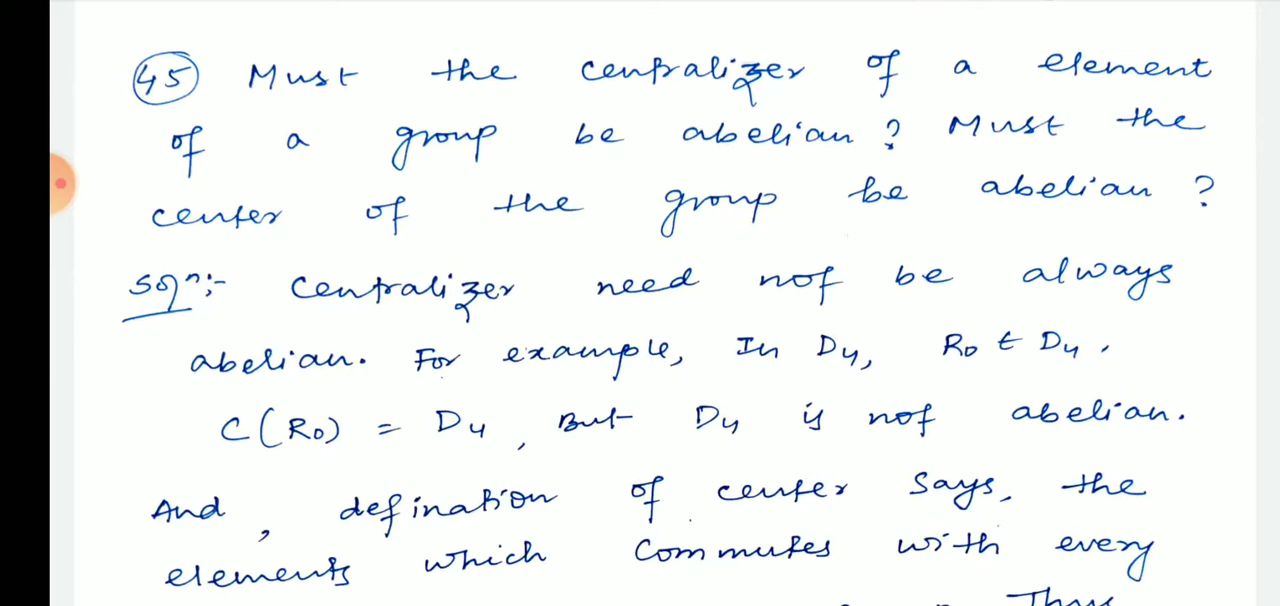 45 Must the centralizer of a element
of a group be abelian? Must the
center of the group be abelian?
Solⁿ:- Centralizer need not be always
abelian. For example, In D4, R0 ∈ D4,
C(R0) = D4, But D4 is not abelian.
And, defination of center says, the
elements which commutes with every
Thus